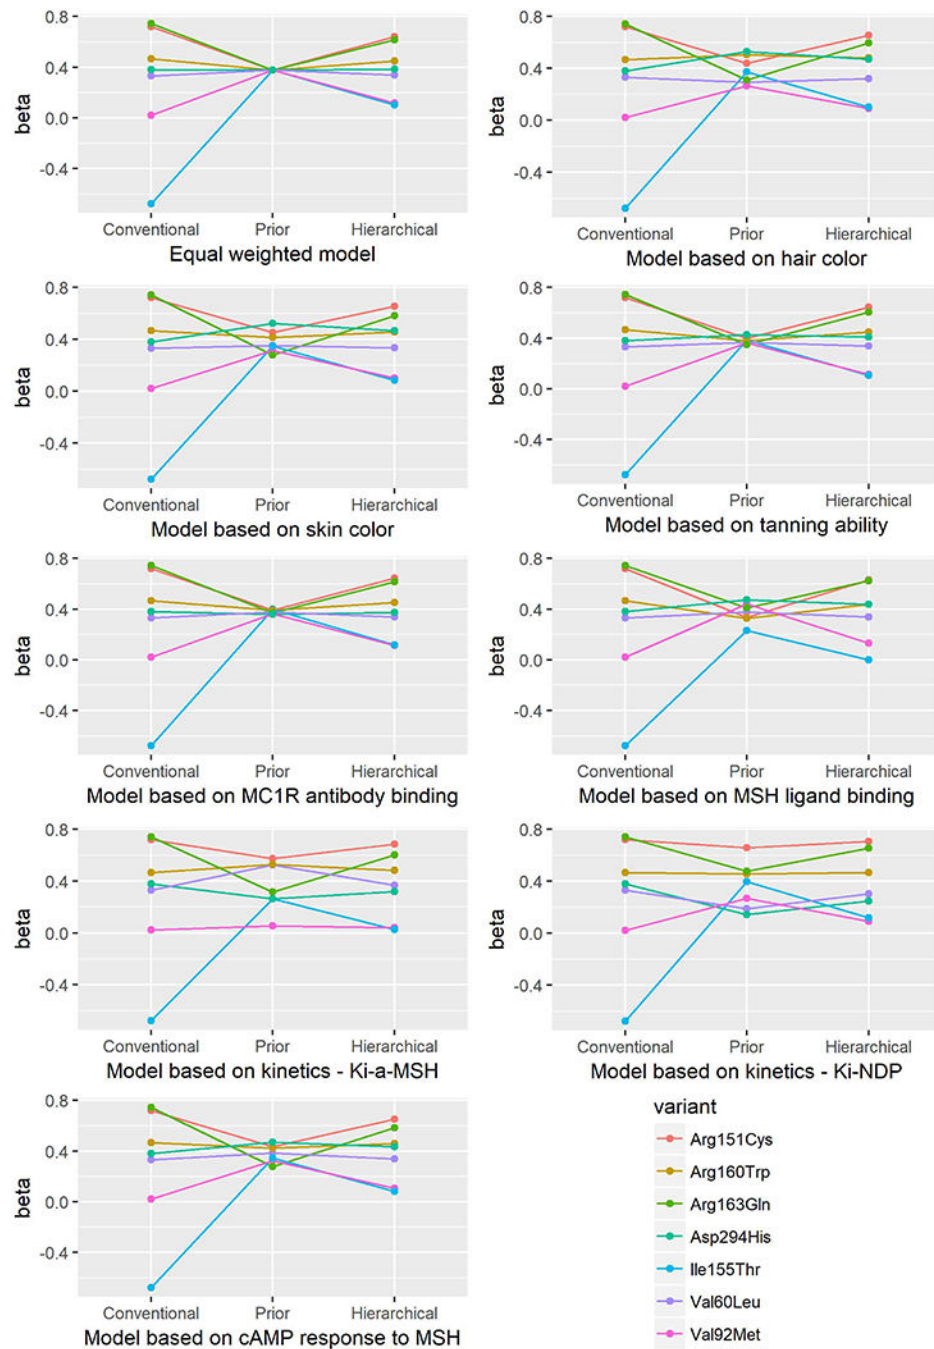 0.8
0.4
0.0
-0.4
beta
Conventional Prior Hierarchical
Equal weighted model
0.8
0.4
0.0
-0.4
beta
Conventional Prior Hierarchical
Model based on hair color
0.8
0.4
0.0
-0.4
beta
Conventional Prior Hierarchical
Model based on skin color
0.8
0.4
0.0
-0.4
beta
Conventional Prior Hierarchical
Model based on tanning ability
0.8
0.4
0.0
-0.4
beta
Conventional Prior Hierarchical
Model based on MC1R antibody binding
0.8
0.4
0.0
-0.4
beta
Conventional Prior Hierarchical
Model based on MSH ligand binding
0.8
0.4
0.0
-0.4
beta
Conventional Prior Hierarchical
Model based on kinetics - Ki-a-MSH
0.8
0.4
0.0
-0.4
beta
Conventional Prior Hierarchical
Model based on kinetics - Ki-NDP
0.8
0.4
0.0
-0.4
beta
Conventional Prior Hierarchical
Model based on cAMP response to MSH
variant
Arg151Cys
Arg160Trp
Arg163Gln
Asp294His
Ile155Thr
Val60Leu
Val92Met